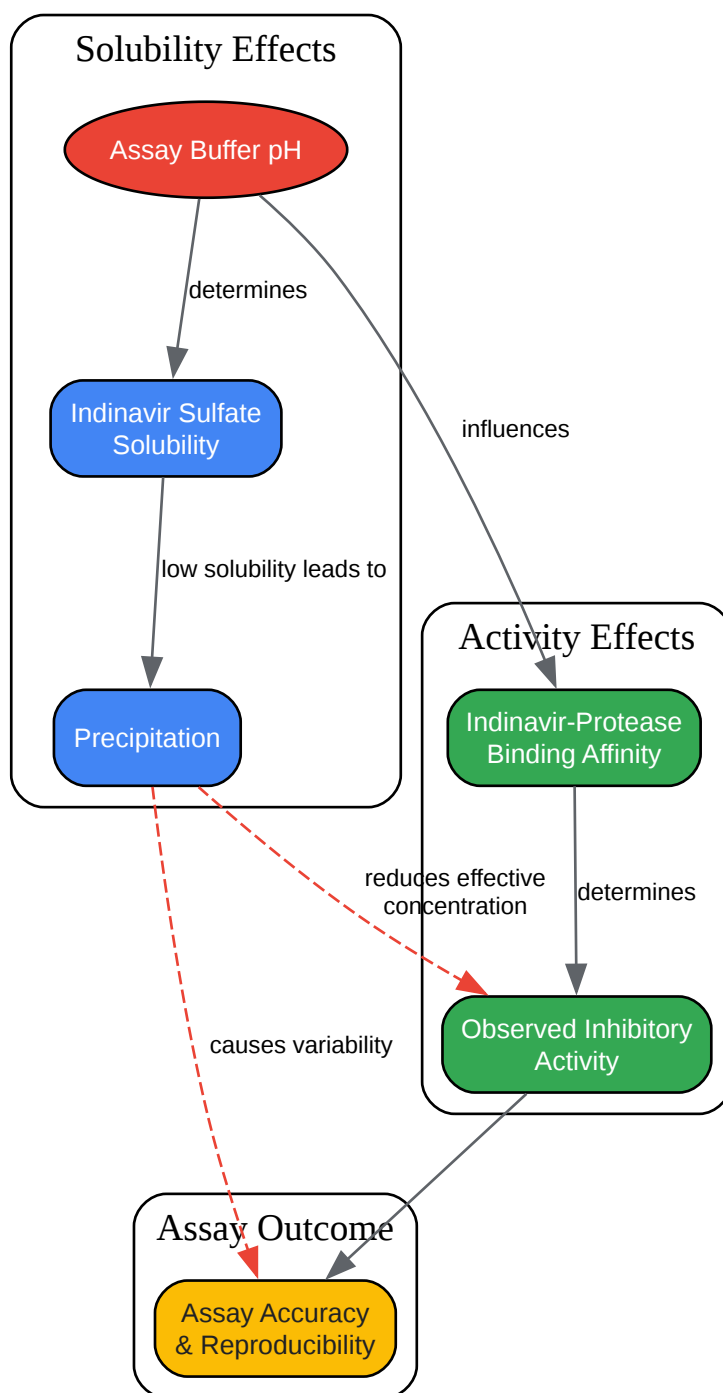 Solubility Effects
Assay Buffer pH
determines
Indinavir Sulfate
Solubility
influences
low solubility leads to
Activity Effects
Precipitation
Indinavir-Protease
Binding Affinity
reduces effective
concentration
determines
Observed Inhibitory
Activity
causes variability
Assay Outcome
Assay Accuracy
& Reproducibility